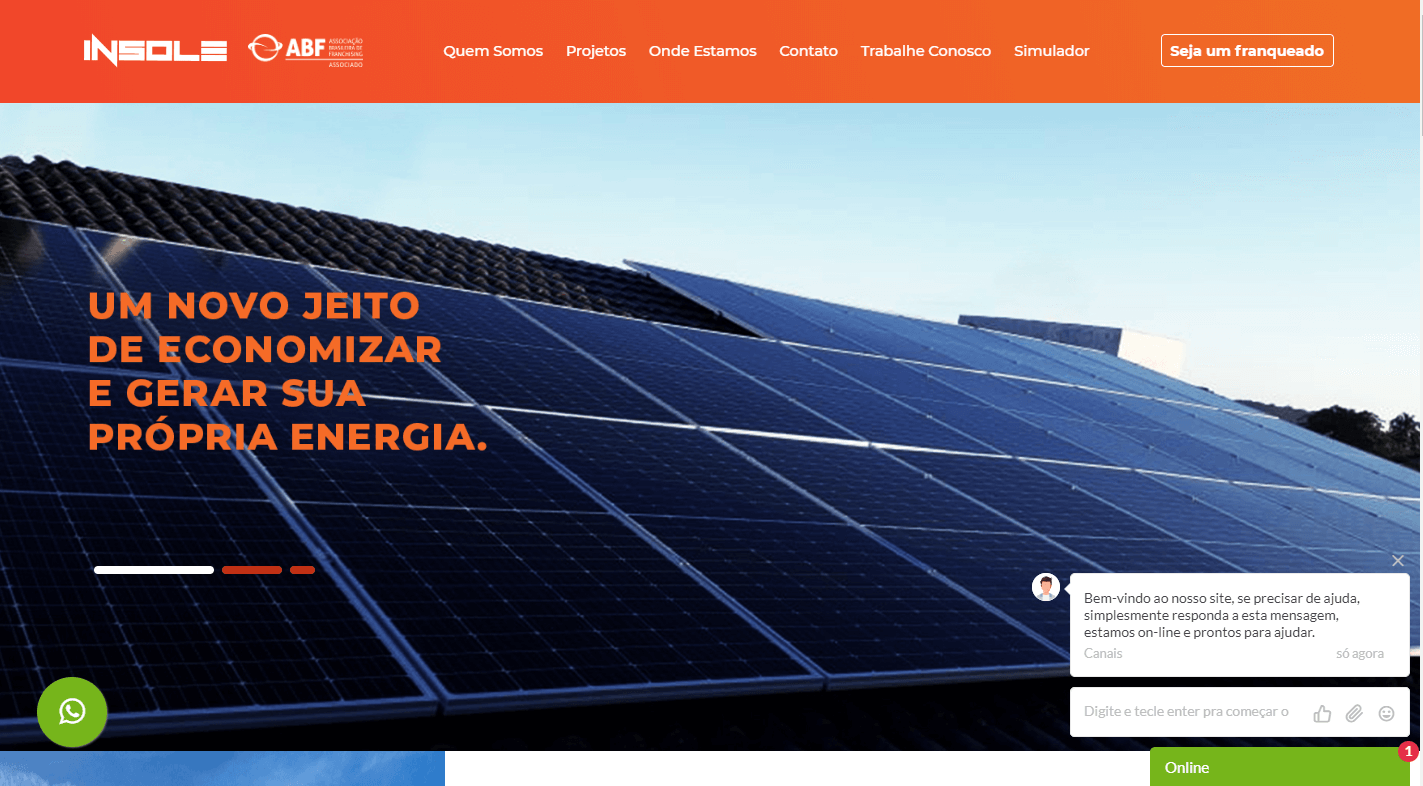 INSOLE
ABF
ASSOCIAÇÃO
BRASILEIRA DE
FRANCHISING
ASSOCIADO
Quem Somos
Projetos
Onde Estamos
Contato
Trabalhe Conosco
Simulador
Seja um franqueado
UM NOVO JEITO
DE ECONOMIZAR
E GERAR SUA
PRÓPRIA ENERGIA.
Bem-vindo ao nosso site, se precisar de ajuda,
simplesmente responda a esta mensagem,
estamos on-line e prontos para ajudar.
Canais
só agora
Digite e tecle enter pra começar o
1
Online